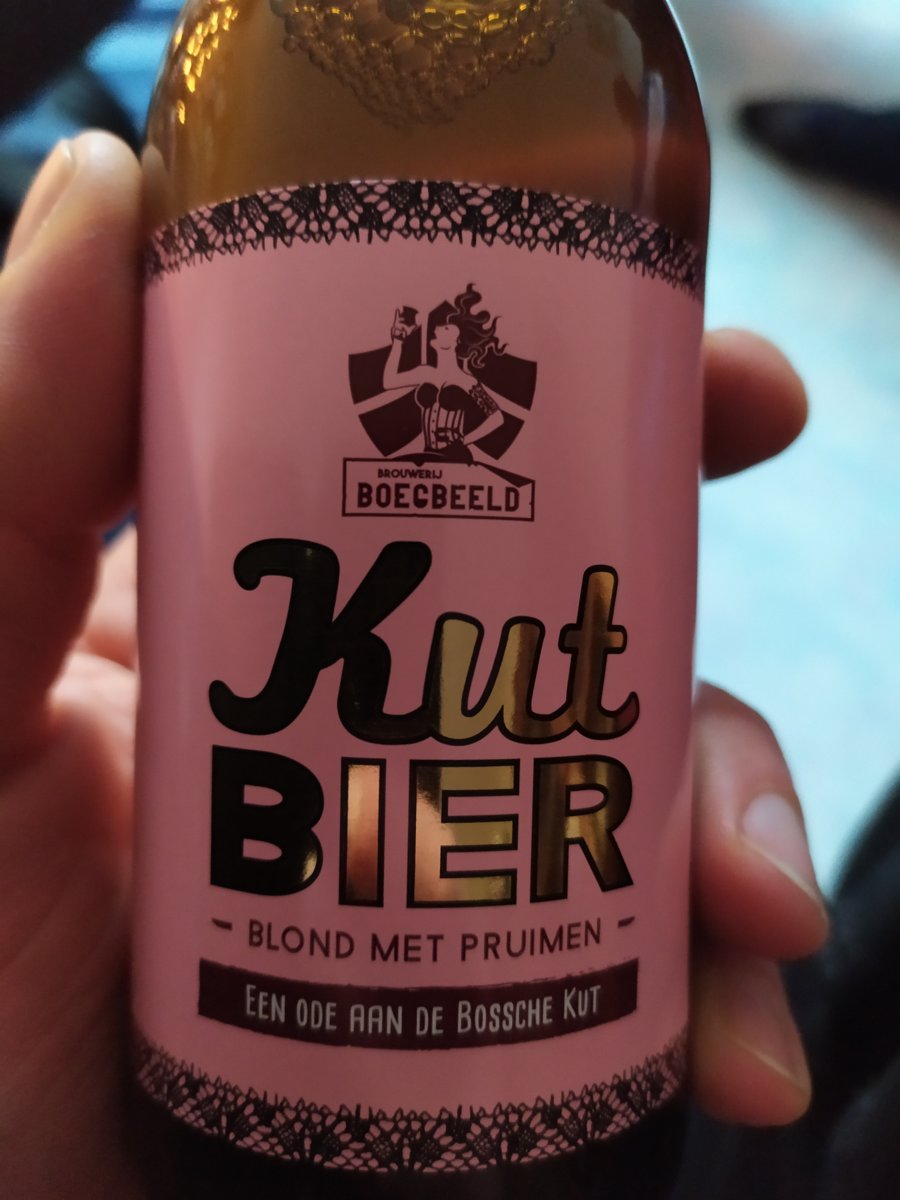 BROUWERIJ
BOEGBEELD
Kut
BIER
- BLOND MET PRUIMEN -
EEN ODE AAN DE BOSSCHE KUT